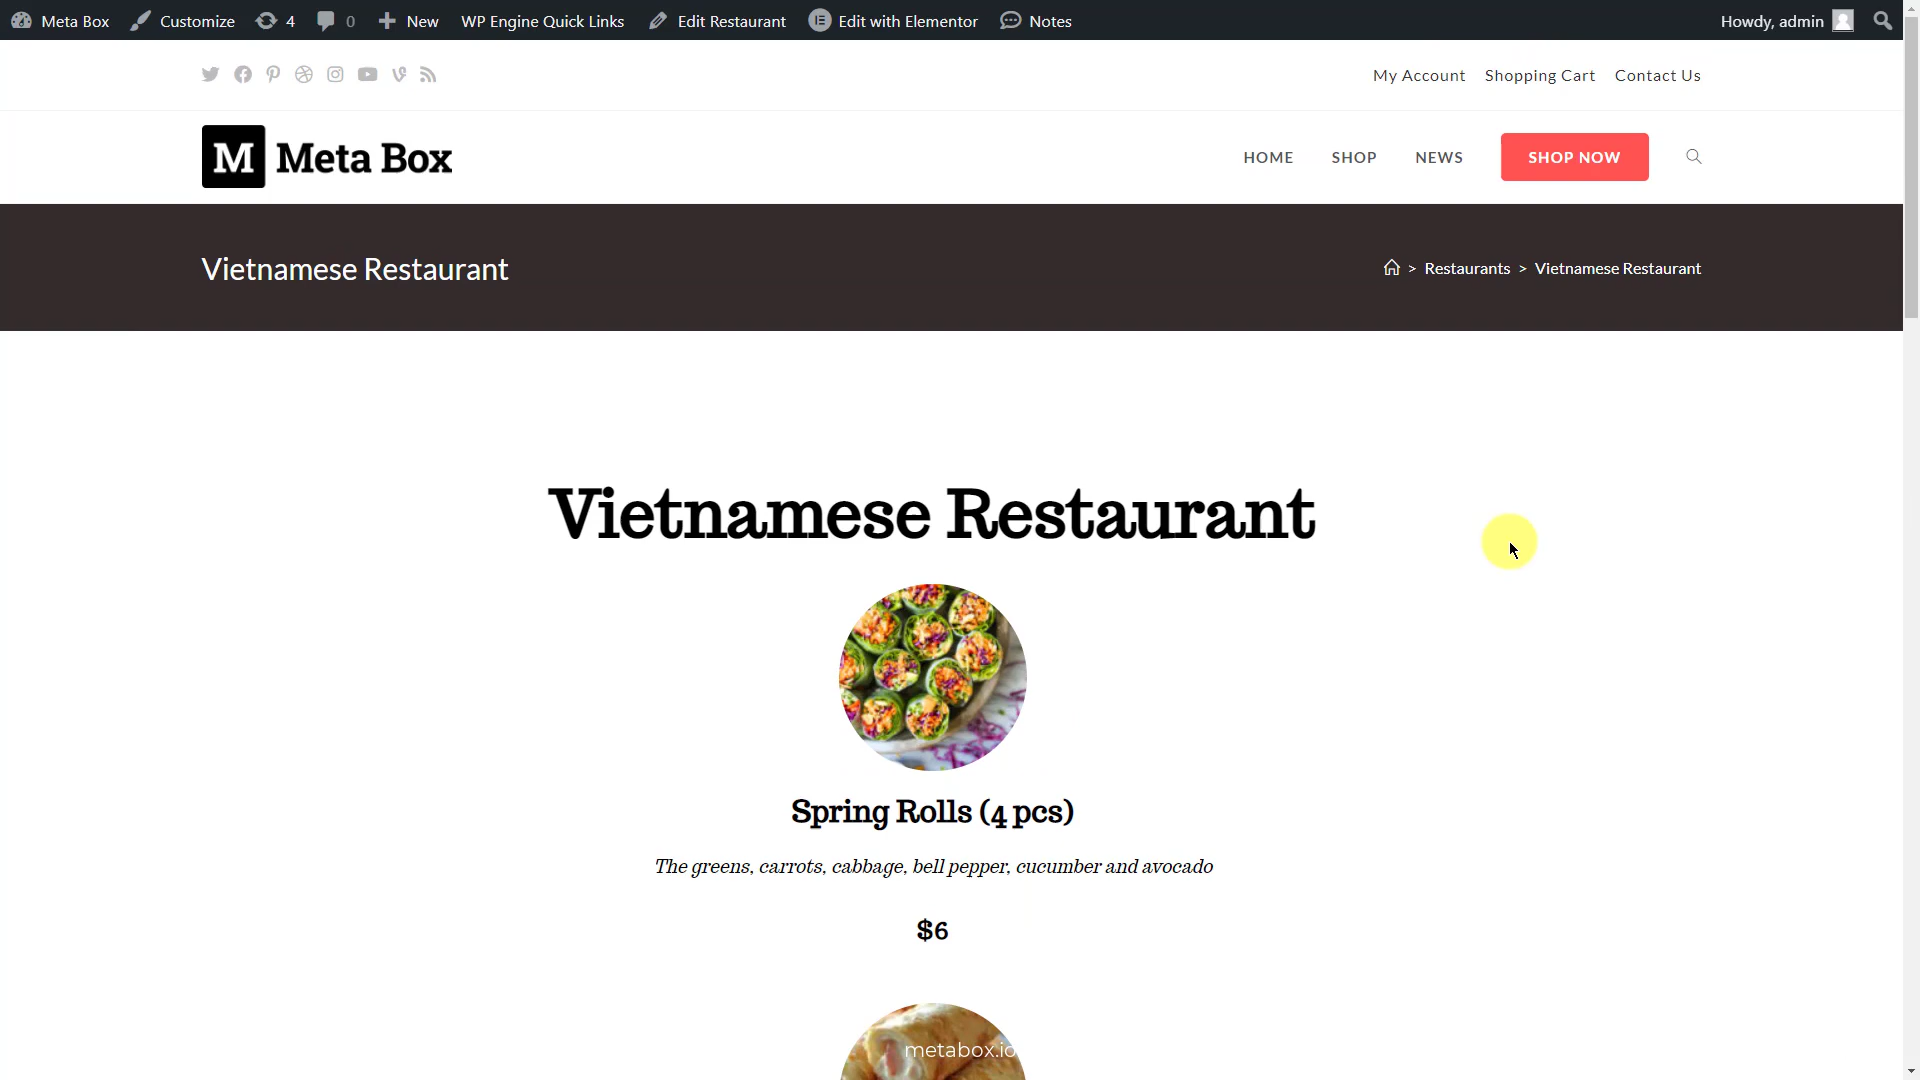 Meta Box Customize 4 0 New WP Engine Quick Links Edit Restaurant Edit with Elementor Notes Howdy, admin
My Account Shopping Cart Contact Us
M Meta Box HOME SHOP NEWS SHOP NOW
Vietnamese Restaurant > Restaurants > Vietnamese Restaurant
Vietnamese Restaurant
Spring Rolls (4 pcs)
The greens, carrots, cabbage, bell pepper, cucumber and avocado
$6
metabox.io